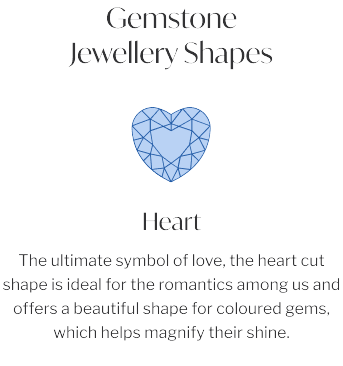 Gemstone
Jewellery Shapes
Heart
The ultimate symbol of love, the heart cut
shape is ideal for the romantics among us and
offers a beautiful shape for coloured gems,
which helps magnify their shine.